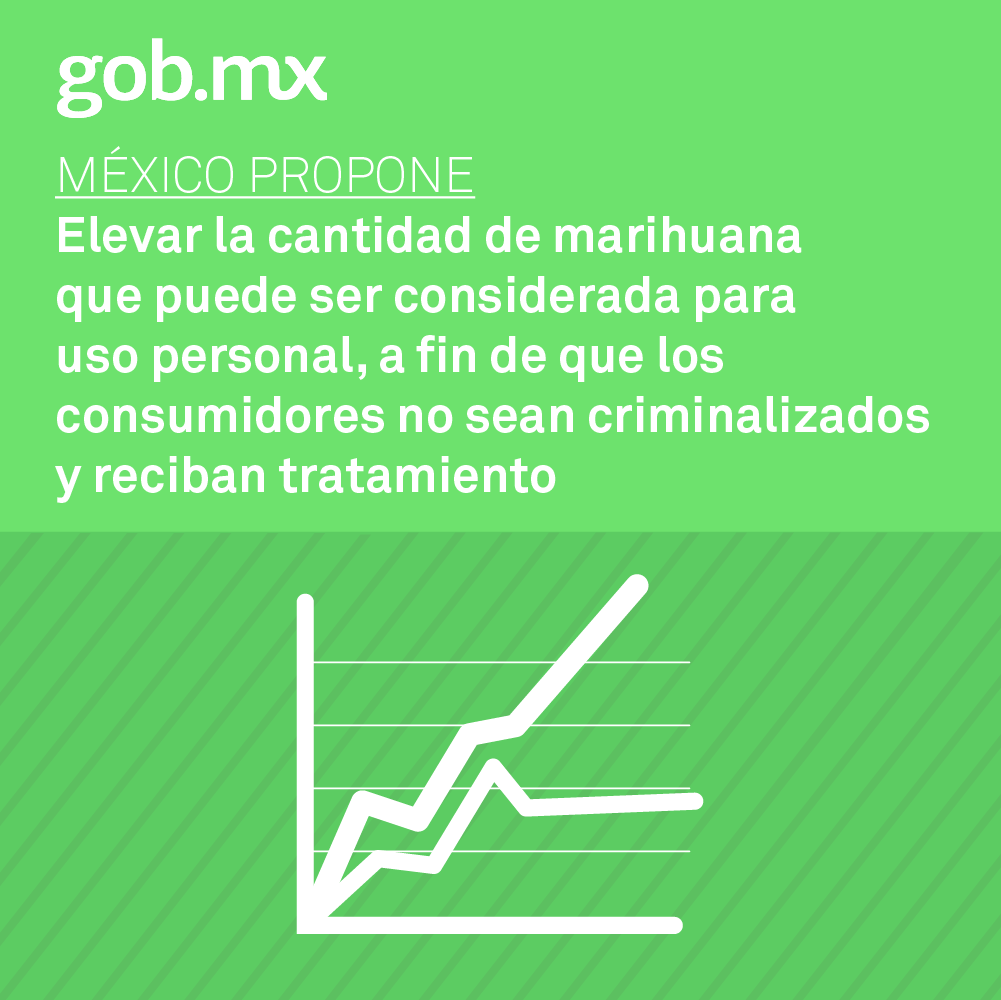 gob.mx
MÉXICO PROPONE
Elevar la cantidad de marihuana
que puede ser considerada para
uso personal, a fin de que los
consumidores no sean criminalizados
y reciban tratamiento